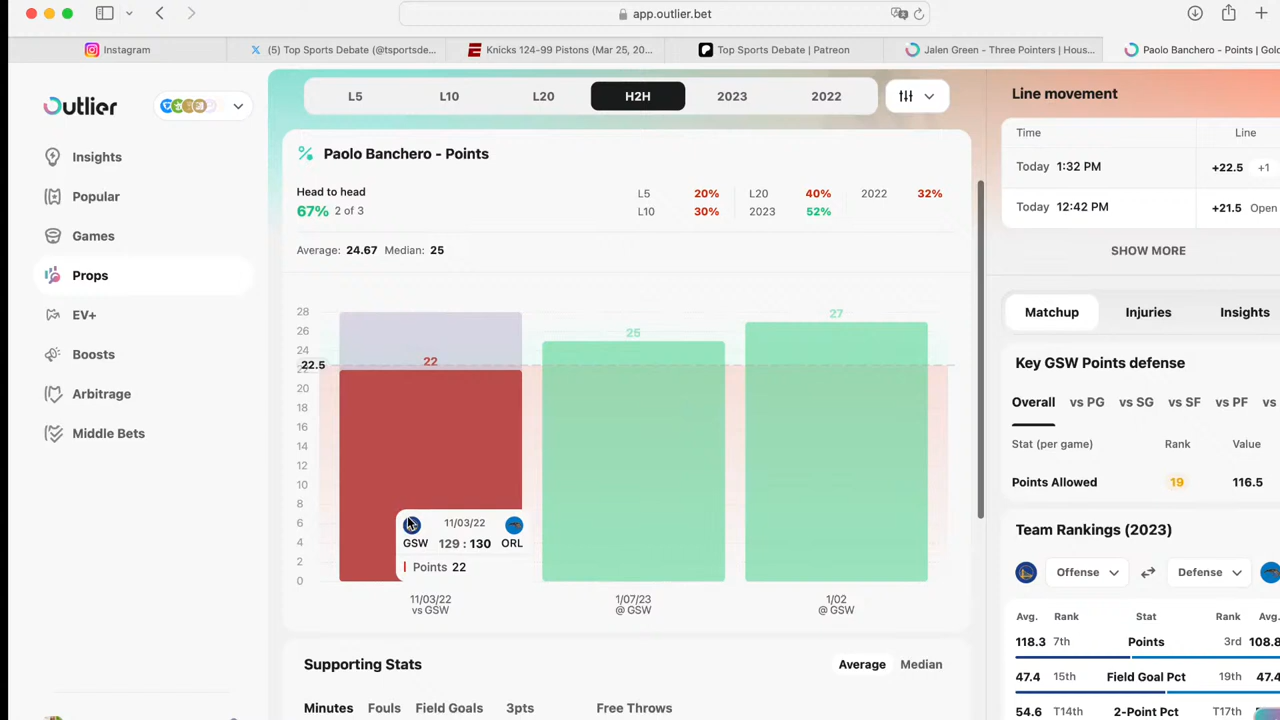 app.outlier.bet
Instagram
(5) Top Sports Debate (@tsportsde...
Knicks 124-99 Pistons (Mar 25, 20...
Top Sports Debate | Patreon
Jalen Green - Three Pointers | Hous...
Paolo Banchero - Points | Gold
Outlier
Insights
Popular
Games
Props
EV+
Boosts
Arbitrage
Middle Bets
L5
L10
L20
H2H
2023
2022
Paolo Banchero - Points
Head to head
67% 2 of 3
L5 20% L20 40% 2022 32%
L10 30% 2023 52%
Average: 24.67 Median: 25
28
26
24
22.5
20
18
16
14
12
10
8
6
4
2
0
22
25
27
11/03/22
GSW 129 : 130 ORL
Points 22
11/03/22
vs GSW
1/07/23
@ GSW
1/02
@ GSW
Supporting Stats
Average Median
Minutes Fouls Field Goals 3pts Free Throws
Line movement
Time Line
Today 1:32 PM +22.5 +1
Today 12:42 PM +21.5 Open
SHOW MORE
Matchup Injuries Insights
Key GSW Points defense
Overall vs PG vs SG vs SF vs PF vs
Stat (per game) Rank Value
Points Allowed 19 116.5
Team Rankings (2023)
Offense Defense
Avg. Rank Stat Rank Avg.
118.3 7th Points 3rd 108.8
47.4 15th Field Goal Pct 19th 47.4
54.6 T14th 2-Point Pct T17th